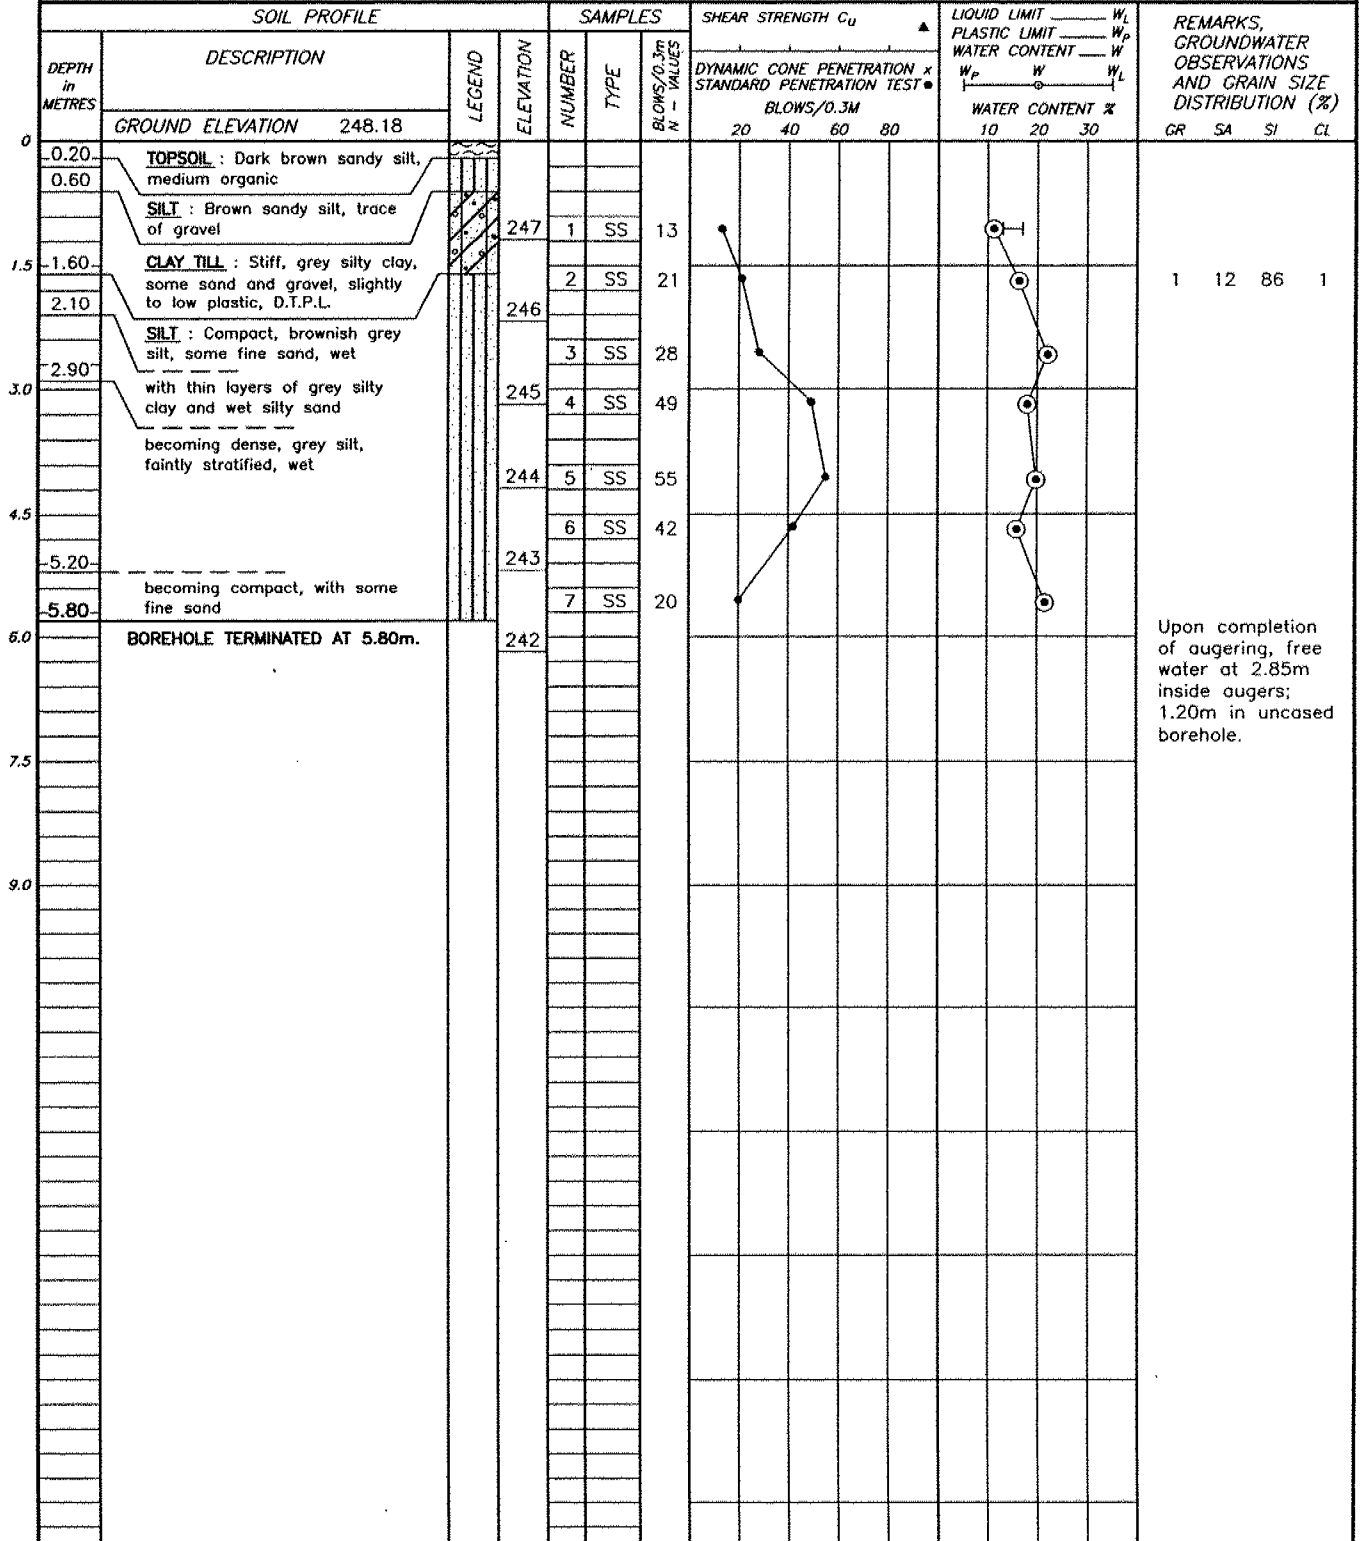 SOIL PROFILE
SAMPLES
SHEAR STRENGTH Cu ▲
LIQUID LIMIT ____ WL
PLASTIC LIMIT ____ Wp
WATER CONTENT ____ W
REMARKS,
GROUNDWATER
OBSERVATIONS
AND GRAIN SIZE
DISTRIBUTION (%)
GR SA SI CL
DEPTH
in
METRES
DESCRIPTION
LEGEND
ELEVATION
NUMBER
TYPE
BLOWS/0.3m
N - VALUES
DYNAMIC CONE PENETRATION x
STANDARD PENETRATION TEST ●
BLOWS/0.3M
20 40 60 80
Wp W WL
WATER CONTENT %
10 20 30
GROUND ELEVATION 248.18
0
0.20
TOPSOIL : Dark brown sandy silt,
medium organic
0.60
SILT : Brown sandy silt, trace
of gravel
247 1 SS 13
1.5
1.60
CLAY TILL : Stiff, grey silty clay,
some sand and gravel, slightly
to low plastic, D.T.P.L.
2 SS 21
1 12 86 1
2.10
246
SILT : Compact, brownish grey
silt, some fine sand, wet
3 SS 28
2.90
3.0
with thin layers of grey silty
clay and wet silty sand
245
4 SS 49
becoming dense, grey silt,
faintly stratified, wet
244 5 SS 55
4.5
6 SS 42
5.20
243
becoming compact, with some
fine sand
7 SS 20
5.80
6.0
BOREHOLE TERMINATED AT 5.80m.
242
Upon completion
of augering, free
water at 2.85m
inside augers;
1.20m in uncased
borehole.
7.5
9.0